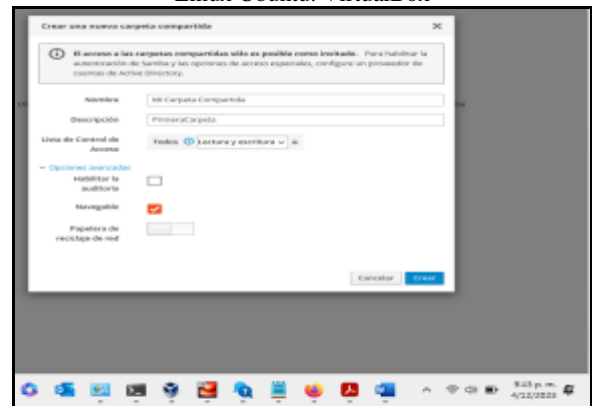 Linux Ubuntu. VirtualBox
Crear una nueva carpeta compartida
El acceso a las carpetas compartidas sólo es posible como invitado. Para habilitar la
autenticación de Samba y las opciones de acceso especiales, configure un proveedor de
cuentas de Active Directory.
Nombre Mi Carpeta Compartida
Descripción PrimeraCarpeta
Lista de Control de
Acceso
Todos Lectura y escritura
Opciones avanzadas
Habilitar la
auditoría
Navegable
Papelera de
reciclaje de red
Cancelar Crear
9:43 p. m.
4/12/2023